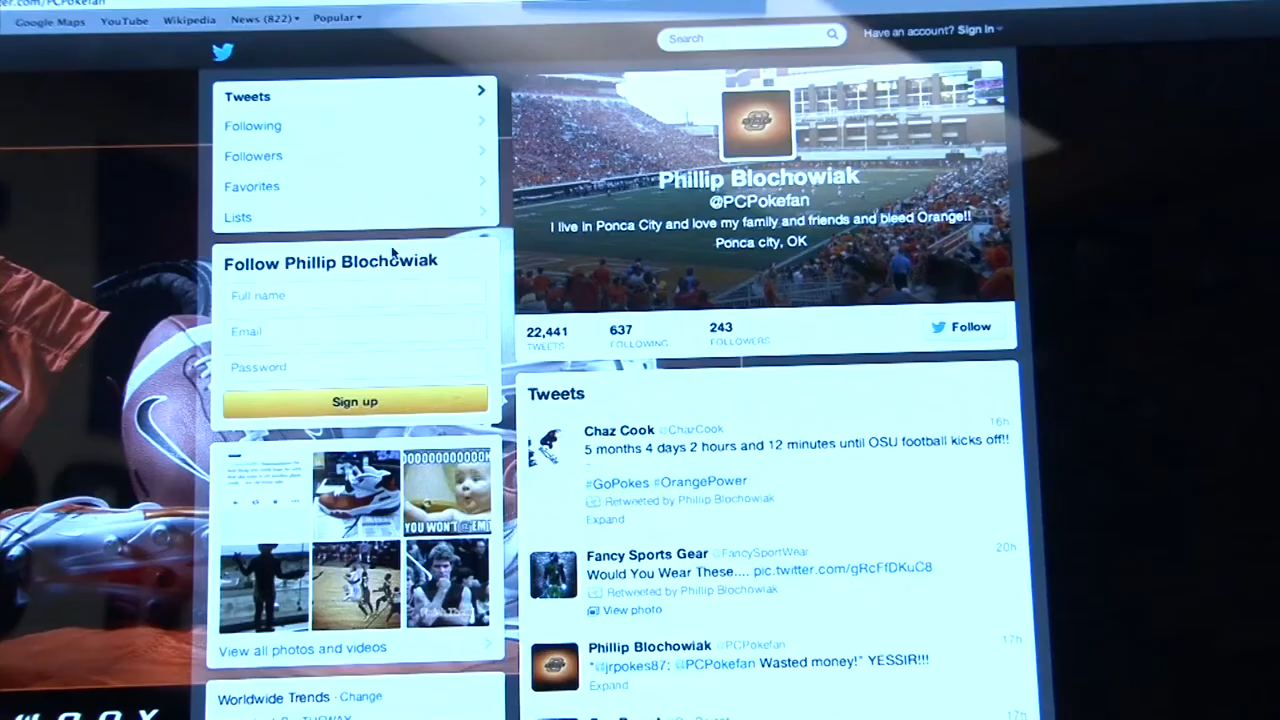 Google Maps YouTube Wikipedia News (822) Popular
Search
Have an account? Sign in
Tweets
Following
Followers
Favorites
Lists
Follow Phillip Blochowiak
Full name
Email
Password
Sign up
View all photos and videos
Worldwide Trends · Change
Phillip Blochowiak
@PCPokefan
I live in Ponca City and love my family and friends and bleed Orange!!
Ponca city, OK
22,441 TWEETS
637 FOLLOWING
243 FOLLOWERS
Follow
Tweets
Chaz Cook @ChazCook 16h
5 months 4 days 2 hours and 12 minutes until OSU football kicks off!!
#GoPokes #OrangePower
Retweeted by Phillip Blochowiak
Expand
Fancy Sports Gear @FancySportWear 20h
Would You Wear These.... pic.twitter.com/gRcFfDKuC8
Retweeted by Phillip Blochowiak
View photo
Phillip Blochowiak @PCPokefan 17h
"@jrpokes87: @PCPokefan Wasted money!" YESSIR!!!
Expand
17h